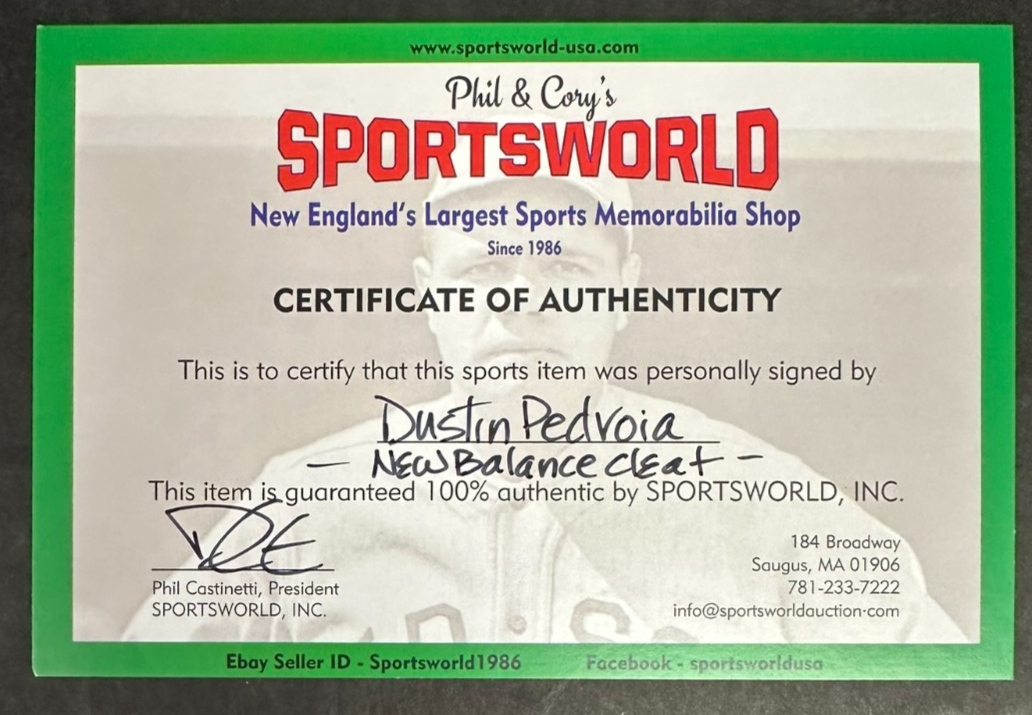 www.sportsworld-usa.com
Phil & Cory's
SPORTSWORLD
New England's Largest Sports Memorabilia Shop
Since 1986
CERTIFICATE OF AUTHENTICITY
This is to certify that this sports item was personally signed by
Dustin Pedroia
— NEW Balance cleat —
This item is guaranteed 100% authentic by SPORTSWORLD, INC.
Phil Castinetti, President
SPORTSWORLD, INC.
184 Broadway
Saugus, MA 01906
781-233-7222
info@sportsworldauction.com
Ebay Seller ID - Sportsworld1986 Facebook - sportsworldusa